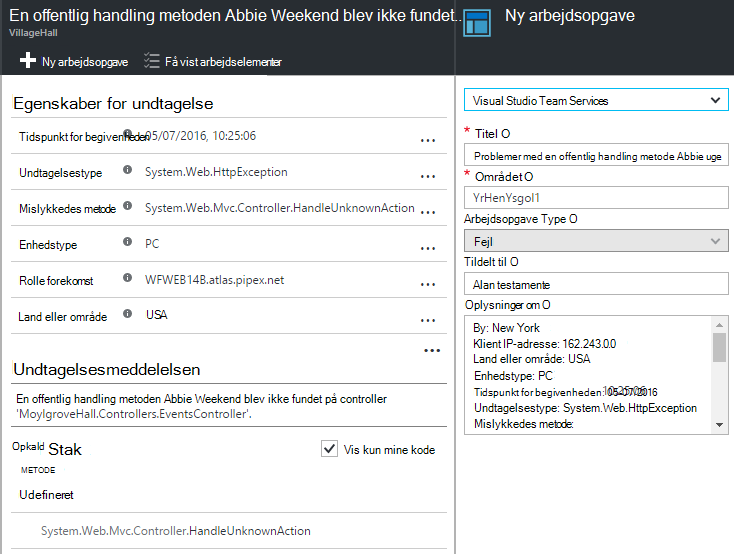 En offentlig handling metoden Abbie Weekend blev ikke fundet...
VillageHall
Ny arbejdsopgave
Få vist arbejdselementer
Egenskaber for undtagelse
Tidspunkt for begivenheden 05/07/2016, 10:25:06 ...
Undtagelsestype System.Web.HttpException ...
Mislykkedes metode System.Web.Mvc.Controller.HandleUnknownAction ...
Enhedstype PC ...
Rolle forekomst WFWEB14B.atlas.pipex.net ...
Land eller område USA ...
...
Undtagelsesmeddelelsen
En offentlig handling metoden Abbie Weekend blev ikke fundet på controller
'MoylgroveHall.Controllers.EventsController'.
Opkald Stak
Vis kun mine kode
METODE
Udefineret
System.Web.Mvc.Controller.HandleUnknownAction
Ny arbejdsopgave
Visual Studio Team Services
* Titel O
Problemer med en offentlig handling metode Abbie uge
* Området O
YrHenYsgol1
Arbejdsopgave Type O
Fejl
Tildelt til O
Alan testamente
Oplysninger om O
By: New York
Klient IP-adresse: 162.243.0.0
Land eller område: USA
Enhedstype: PC
Tidspunkt for begivenheden: 05-07/2016 10:25:06
Undtagelsestype: System.Web.HttpException
Mislykkedes metode: